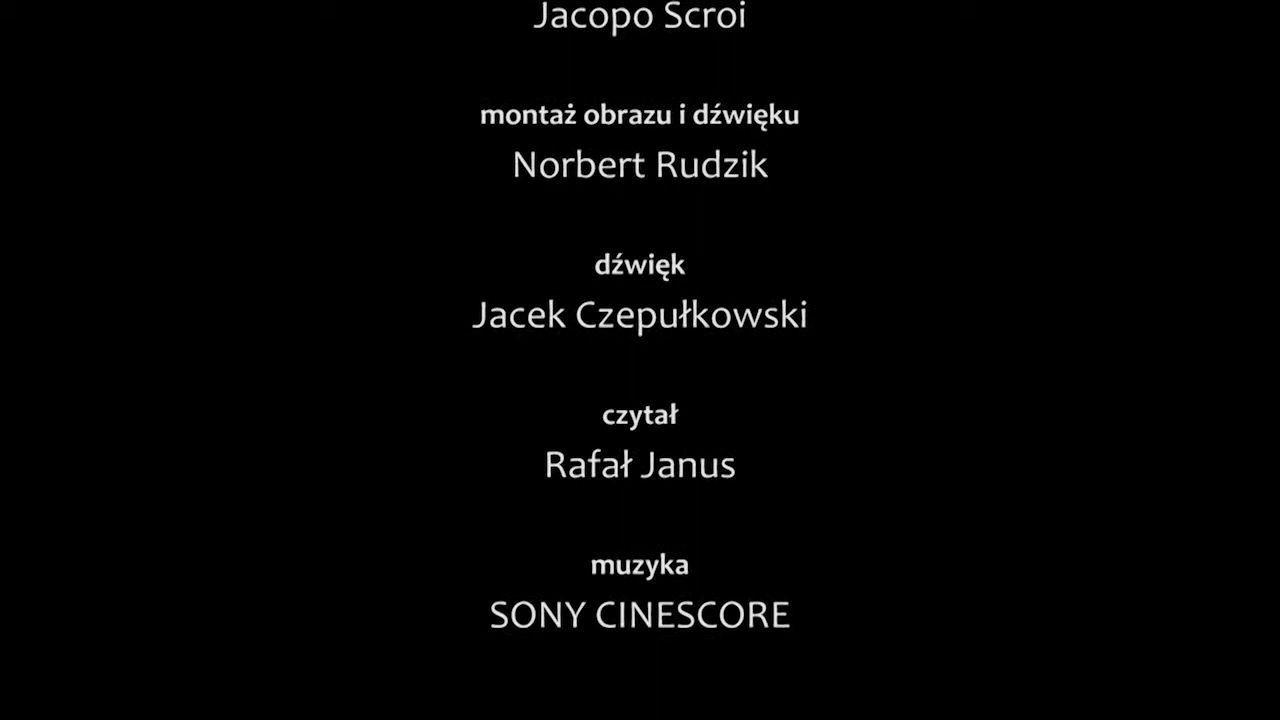 Jacopo Scroi
montaż obrazu i dźwięku
Norbert Rudzik
dźwięk
Jacek Czepułkowski
czytał
Rafał Janus
muzyka
SONY CINESCORE